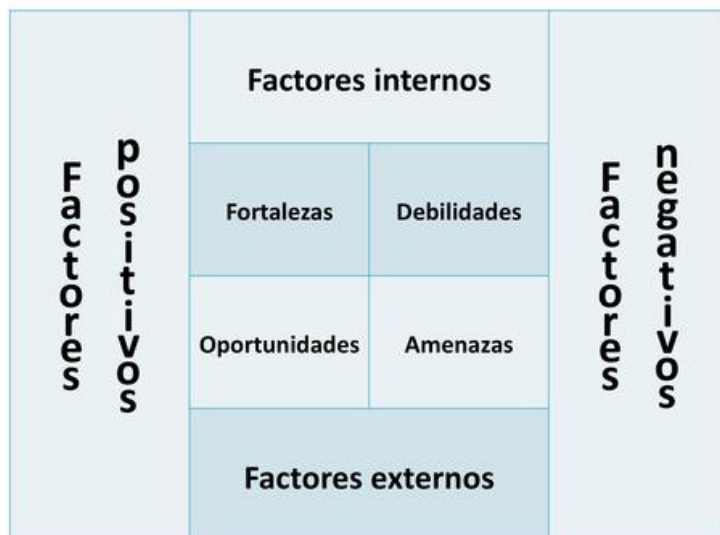 Factores internos
Factores
positivos
Fortalezas
Debilidades
Factores
negativos
Oportunidades
Amenazas
Factores externos